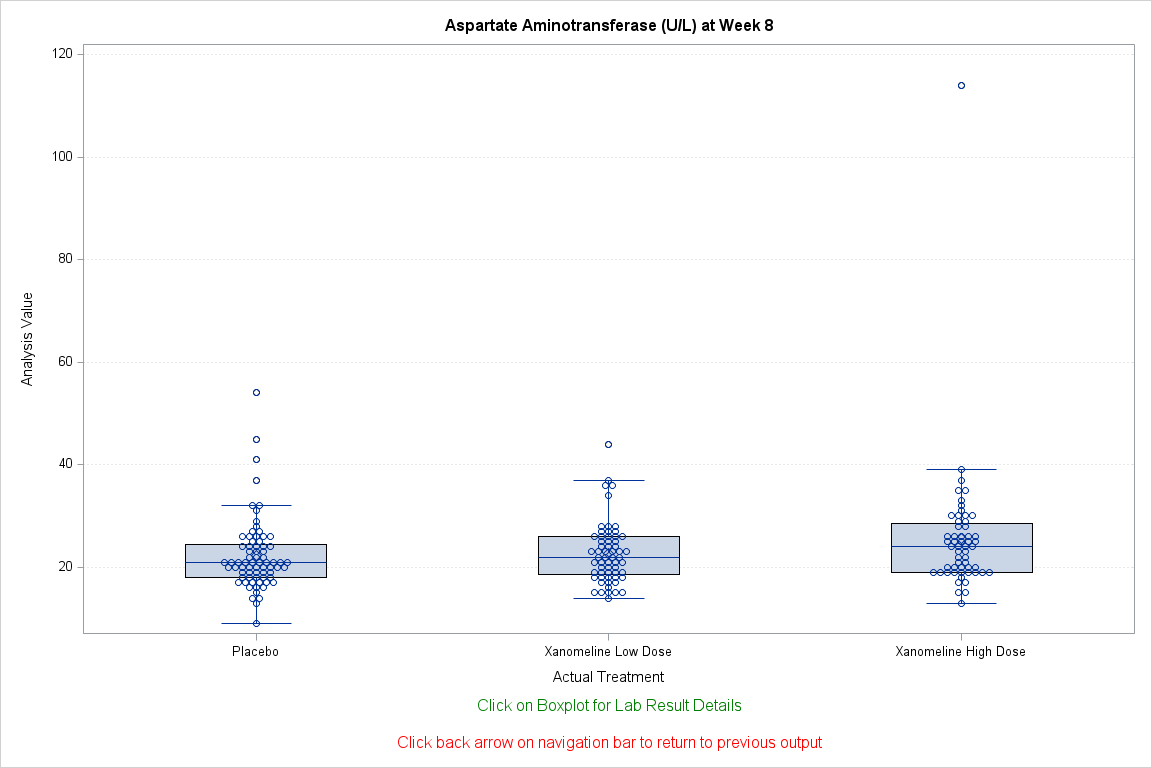 Aspartate Aminotransferase (U/L) at Week 8
120
100
80
60
40
20
Analysis Value
Placebo
Xanomeline Low Dose
Xanomeline High Dose
Actual Treatment
Click on Boxplot for Lab Result Details
Click back arrow on navigation bar to return to previous output